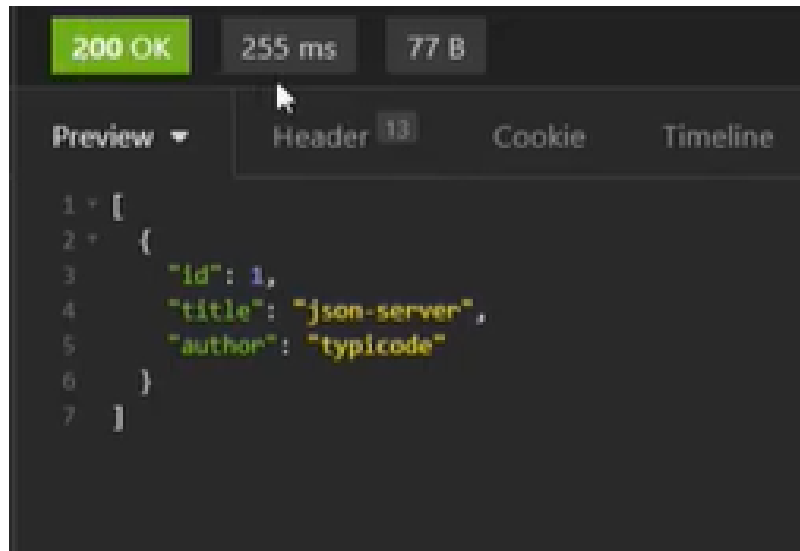 200 OK 255 ms 77 B
Preview Header 13 Cookie Timeline
1 [
2 {
3 "id": 1,
4 "title": "json-server",
5 "author": "typicode"
6 }
7 ]